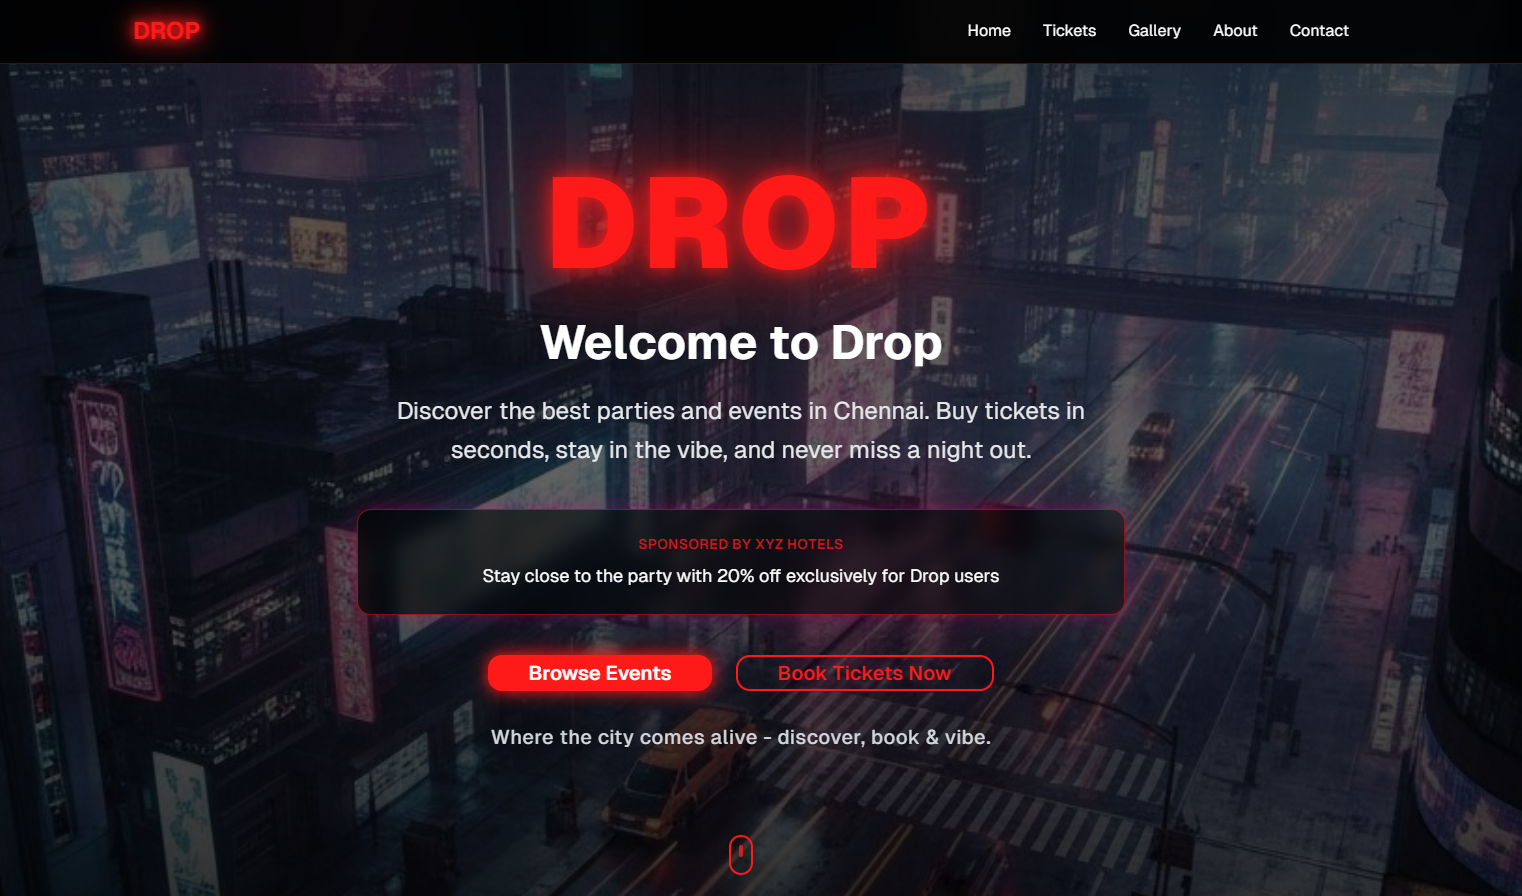 DROP
Home
Tickets
Gallery
About
Contact
DROP
Welcome to Drop
Discover the best parties and events in Chennai. Buy tickets in
seconds, stay in the vibe, and never miss a night out.
SPONSORED BY XYZ HOTELS
Stay close to the party with 20% off exclusively for Drop users
Browse Events
Book Tickets Now
Where the city comes alive - discover, book & vibe.